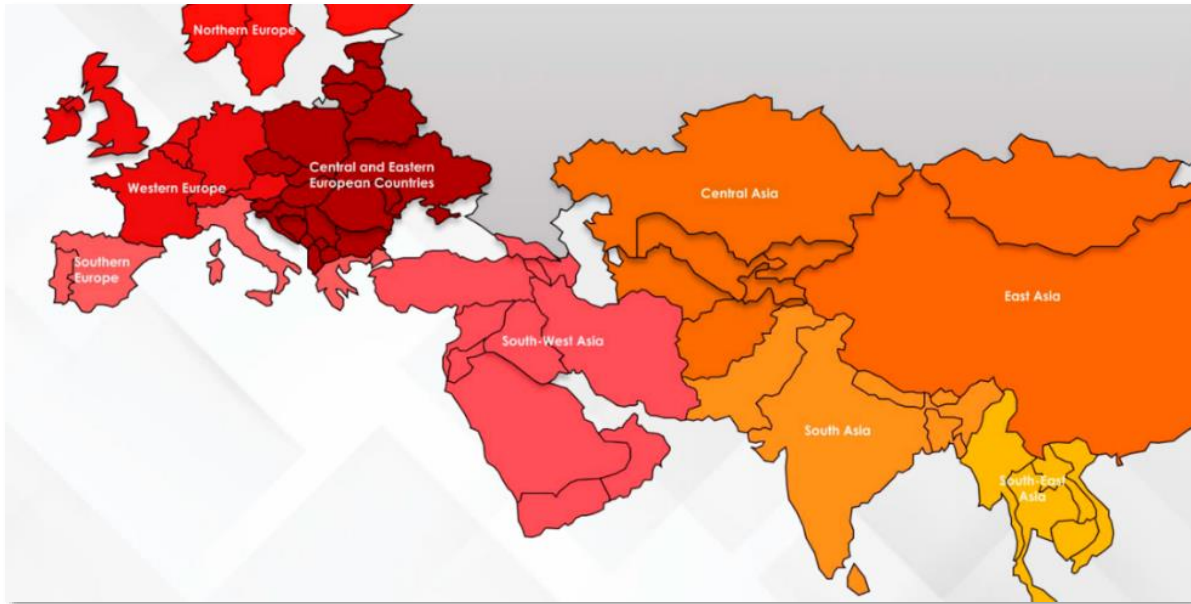 Northern Europe
Central and Eastern
European Countries
Western Europe
Southern
Europe
Central Asia
East Asia
South-West Asia
South Asia
South-East
Asia